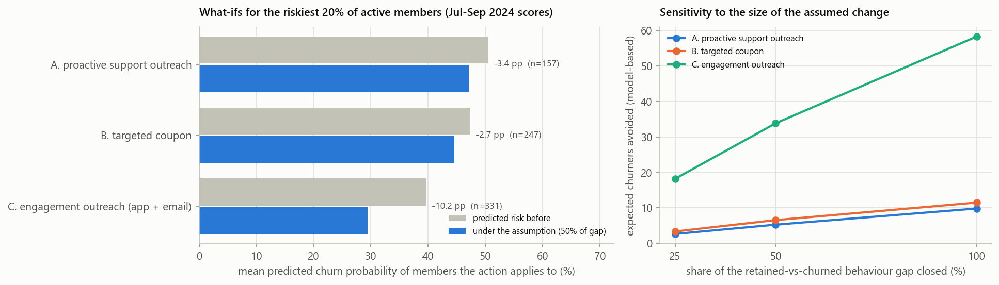 What-ifs for the riskiest 20% of active members (Jul-Sep 2024 scores)
A. proactive support outreach
-3.4 pp (n=157)
B. targeted coupon
-2.7 pp (n=247)
C. engagement outreach (app + email)
-10.2 pp (n=331)
predicted risk before
under the assumption (50% of gap)
0 10 20 30 40 50 60 70
mean predicted churn probability of members the action applies to (%)
Sensitivity to the size of the assumed change
expected churners avoided (model-based)
60
50
40
30
20
10
0
A. proactive support outreach
B. targeted coupon
C. engagement outreach
25 50 100
share of the retained-vs-churned behaviour gap closed (%)